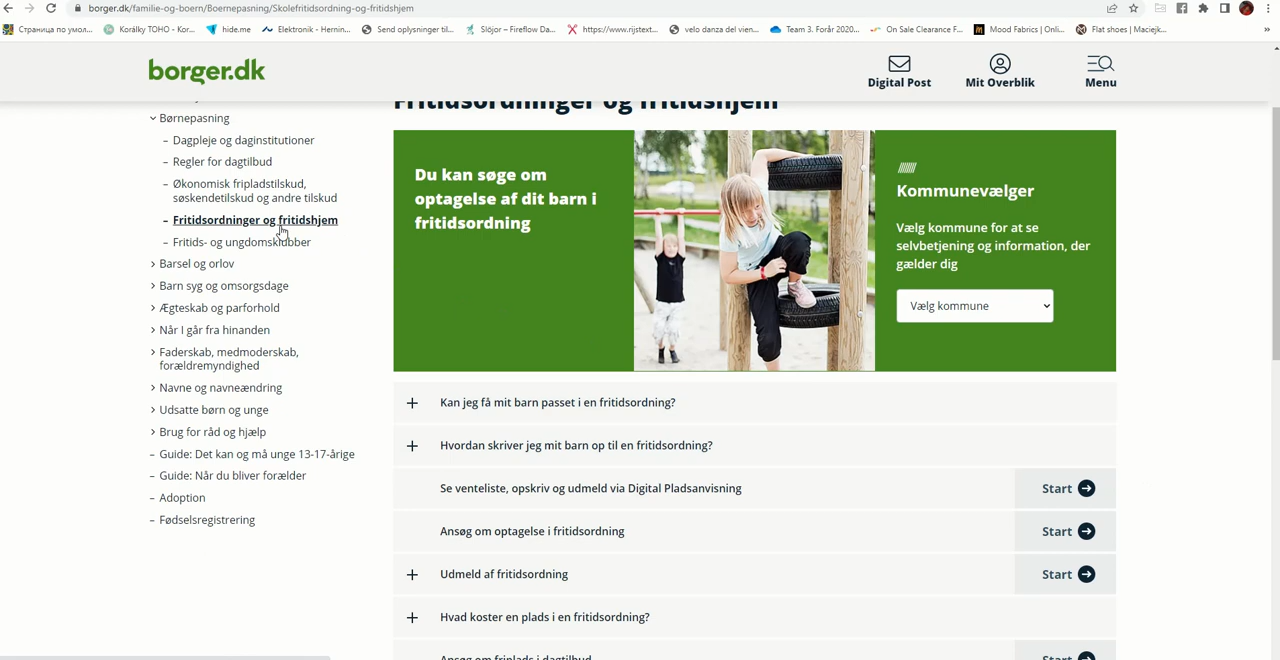 borger.dk/familie-og-boern/Boernepasning/Skolefritidsordning-og-fritidshjem
Страница по умол...
Korálky TOHO - Kor...
hide.me
Elektronik - Hernin...
Send oplysninger til...
Slöjor – Fireflow Da...
https://www.rijstext...
velo danza del vien...
Team 3. Forår 2020...
On Sale Clearance F...
Mood Fabrics | Onli...
Flat shoes | Maciejk...
»
borger.dk
Digital Post
Mit Overblik
Menu
Børnepasning
– Dagpleje og daginstitutioner
– Regler for dagtilbud
– Økonomisk fripladstilskud,
søskendetilskud og andre tilskud
– Fritidsordninger og fritidshjem
– Fritids- og ungdomsklubber
Barsel og orlov
Barn syg og omsorgsdage
Ægteskab og parforhold
Når I går fra hinanden
Faderskab, medmoderskab,
forældremyndighed
Navne og navneændring
Udsatte børn og unge
Brug for råd og hjælp
– Guide: Det kan og må unge 13-17-årige
– Guide: Når du bliver forælder
– Adoption
– Fødselsregistrering
Fritidsordninger og fritidshjem
Du kan søge om
optagelse af dit barn i
fritidsordning
Kommunevælger
Vælg kommune for at se
selvbetjening og information, der
gælder dig
Vælg kommune
Kan jeg få mit barn passet i en fritidsordning?
Hvordan skriver jeg mit barn op til en fritidsordning?
Se venteliste, opskriv og udmeld via Digital Pladsanvisning
Start
Ansøg om optagelse i fritidsordning
Start
Udmeld af fritidsordning
Start
Hvad koster en plads i en fritidsordning?
Ansøg om friplads i dagtilbud
Start